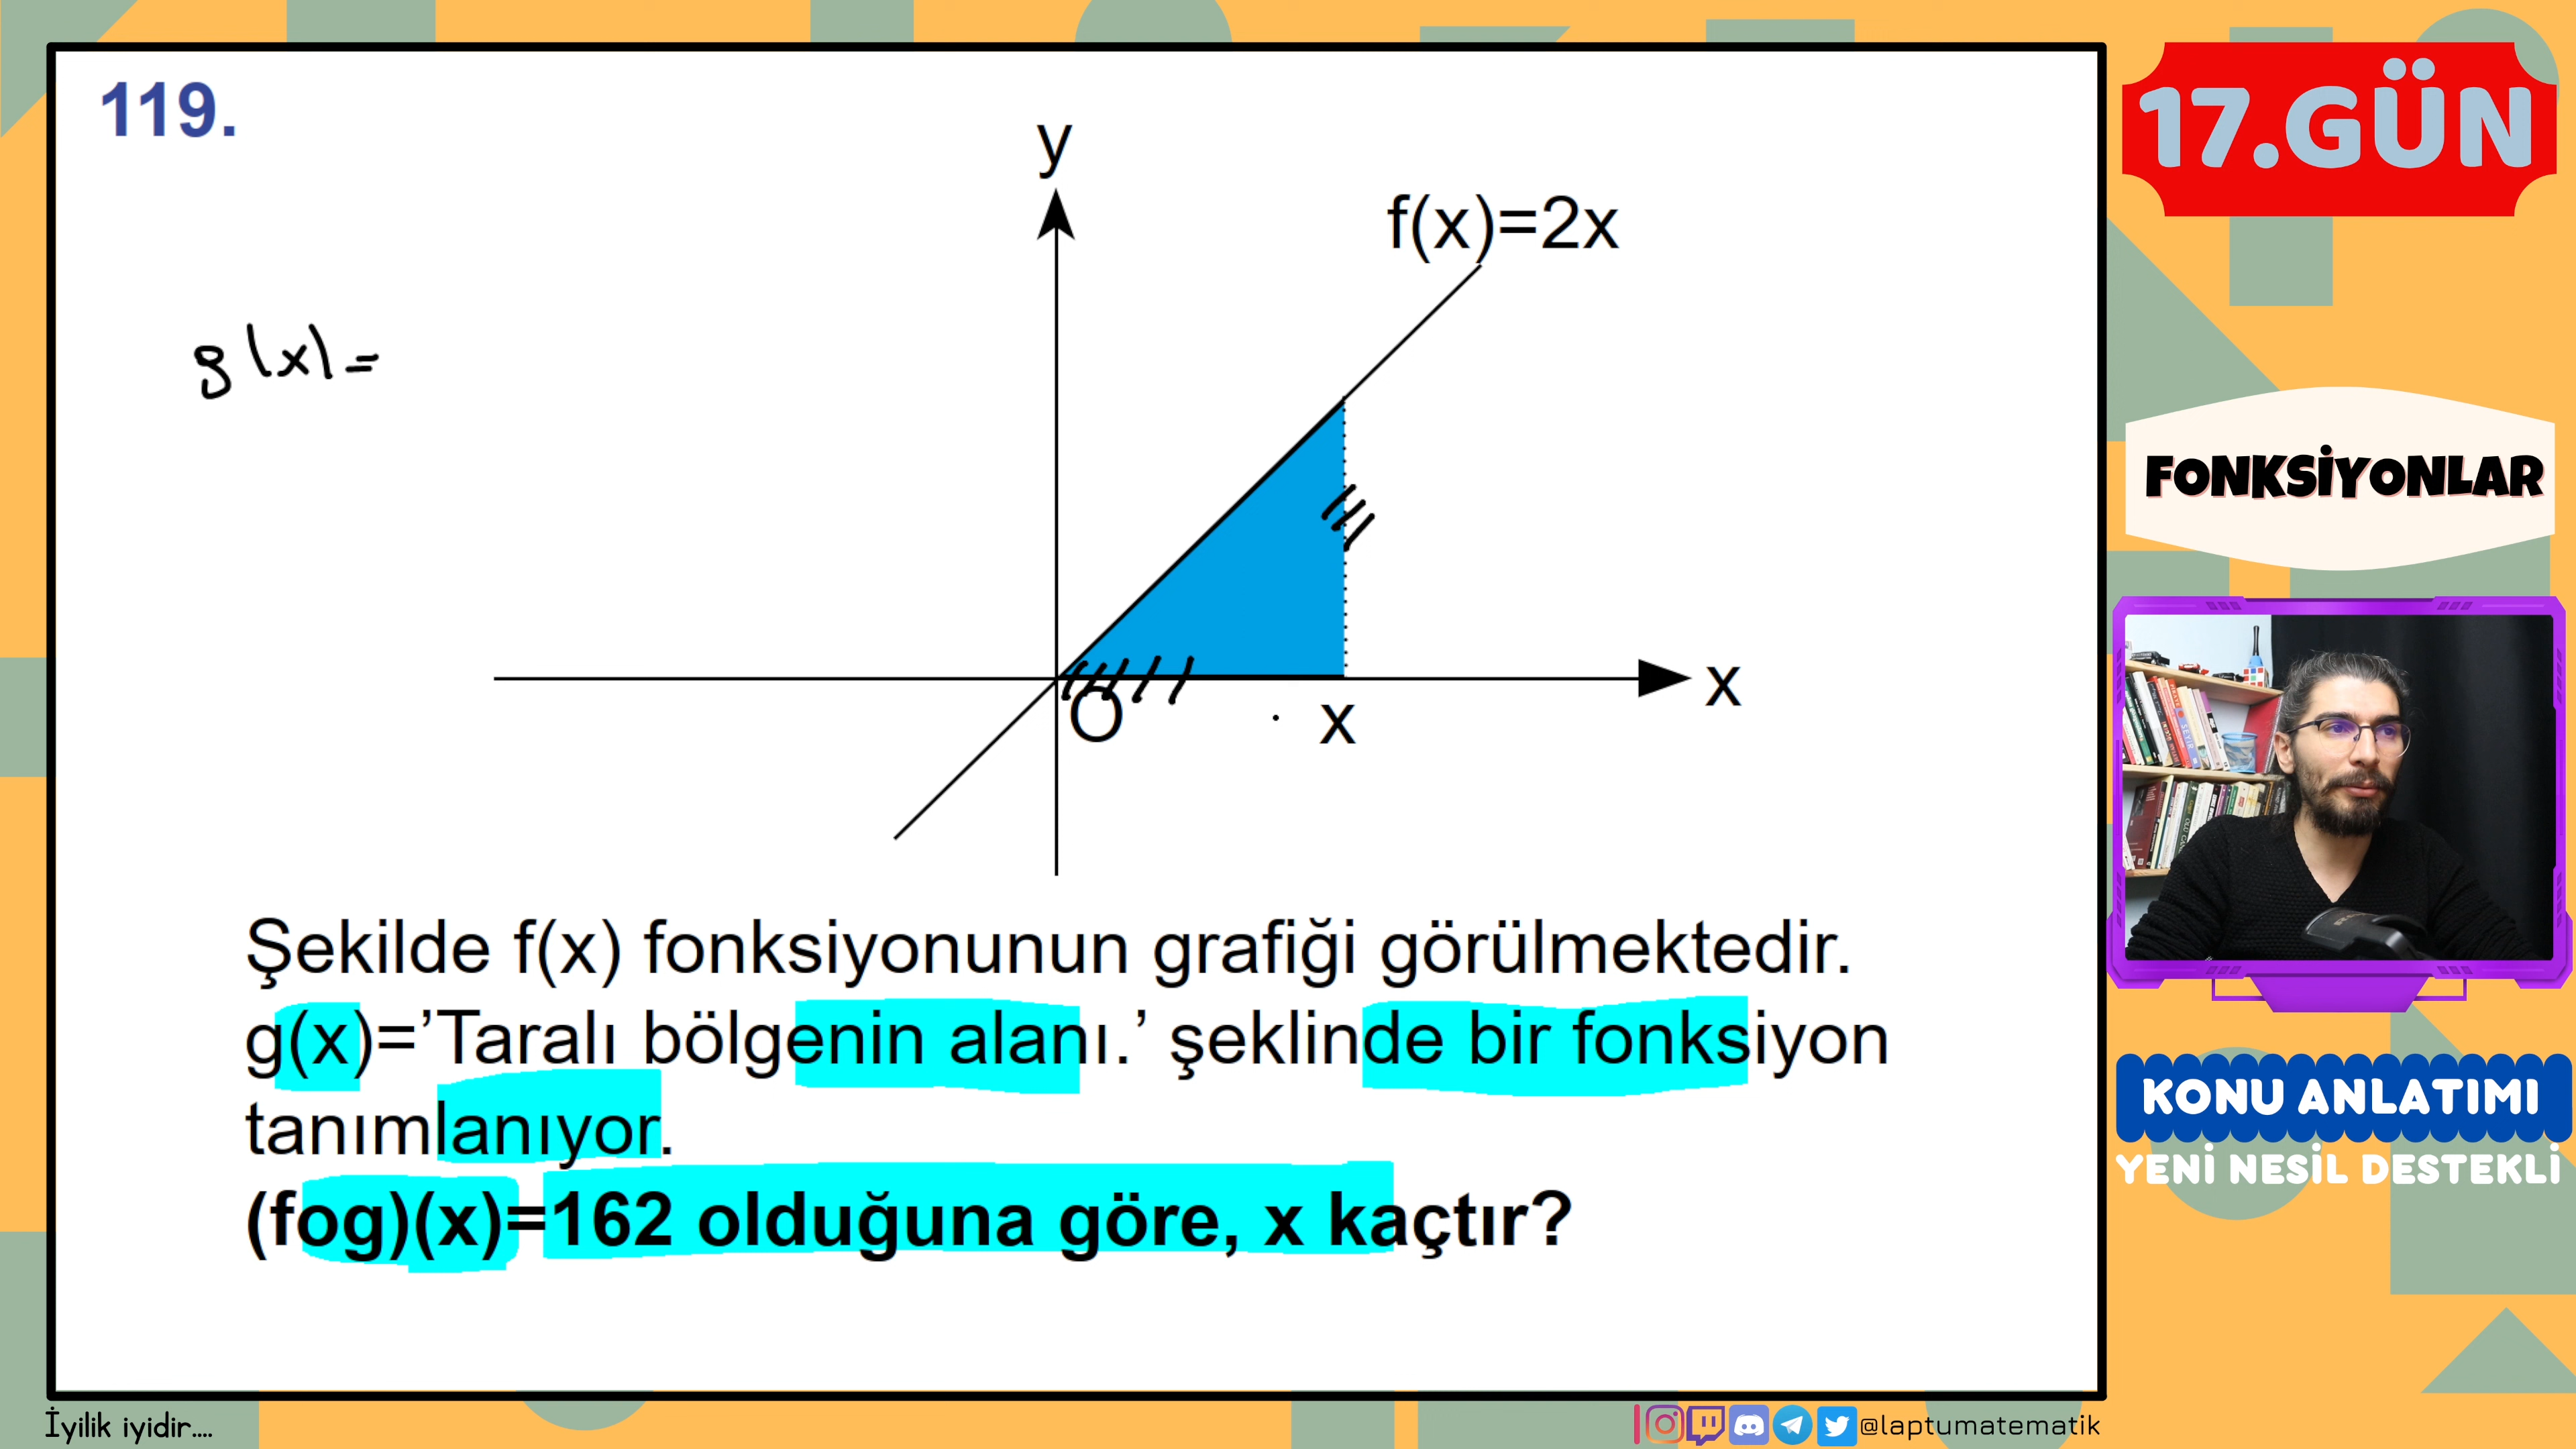 119.
17.GÜN
y
f(x)=2x
g(x)=
FONKSİYONLAR
x
O
x
Şekilde f(x) fonksiyonunun grafiği görülmektedir.
g(x)=’Taralı bölgenin alanı.’ şeklinde bir fonksiyon
tanımlanıyor.
(fog)(x)=162 olduğuna göre, x kaçtır?
KONU ANLATIMI
YENİ NESİL DESTEKLİ
İyilik iyidir....
@laptumatematik